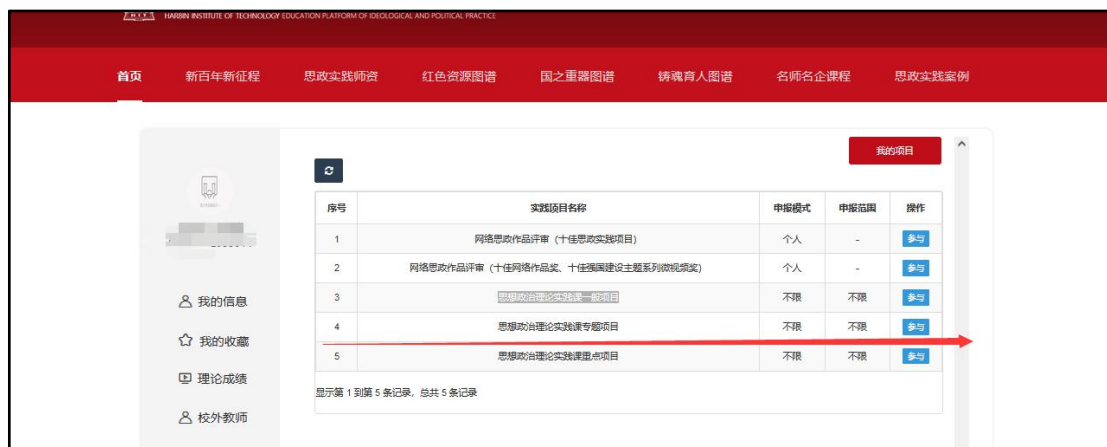 HARBIN INSTITUTE OF TECHNOLOGY EDUCATION PLATFORM OF IDEOLOGICAL AND POLITICAL PRACTICE
首页 新百年新征程 思政实践师资 红色资源图谱 国之重器图谱 铸魂育人图谱 名师名企课程 思政实践案例
我的项目
序号 实践项目名称 申报模式 申报范围 操作
1 网络思政作品评审（十佳思政实践项目） 个人 - 参与
2 网络思政作品评审（十佳网络作品奖、十佳强国建设主题系列微视频奖） 个人 - 参与
3 思想政治理论实践课一般项目 不限 不限 参与
4 思想政治理论实践课专题项目 不限 不限 参与
5 思想政治理论实践课重点项目 不限 不限 参与
显示第 1 到第 5 条记录，总共 5 条记录
我的信息
我的收藏
理论成绩
校外教师